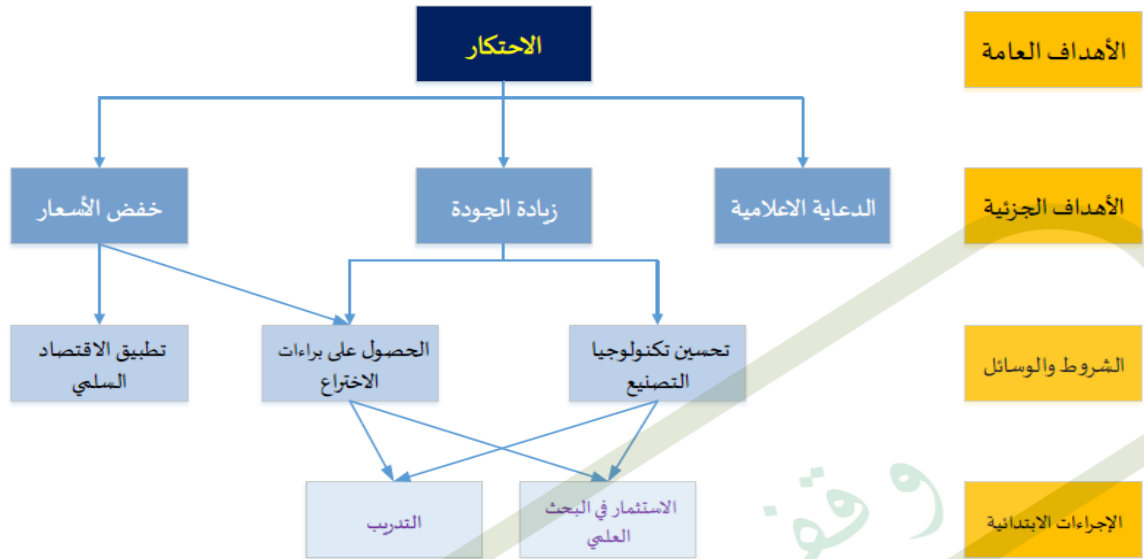 الأهداف العامة
الاحتكار
الأهداف الجزئية
الدعاية الاعلامية
زيادة الجودة
خفض الأسعار
الشروط والوسائل
تحسين تكنولوجيا
التصنيع
الحصول على براءات
الاختراع
تطبيق الاقتصاد
السلمي
الإجراءات الابتدائية
الاستثمار في البحث
العلمي
التدريب